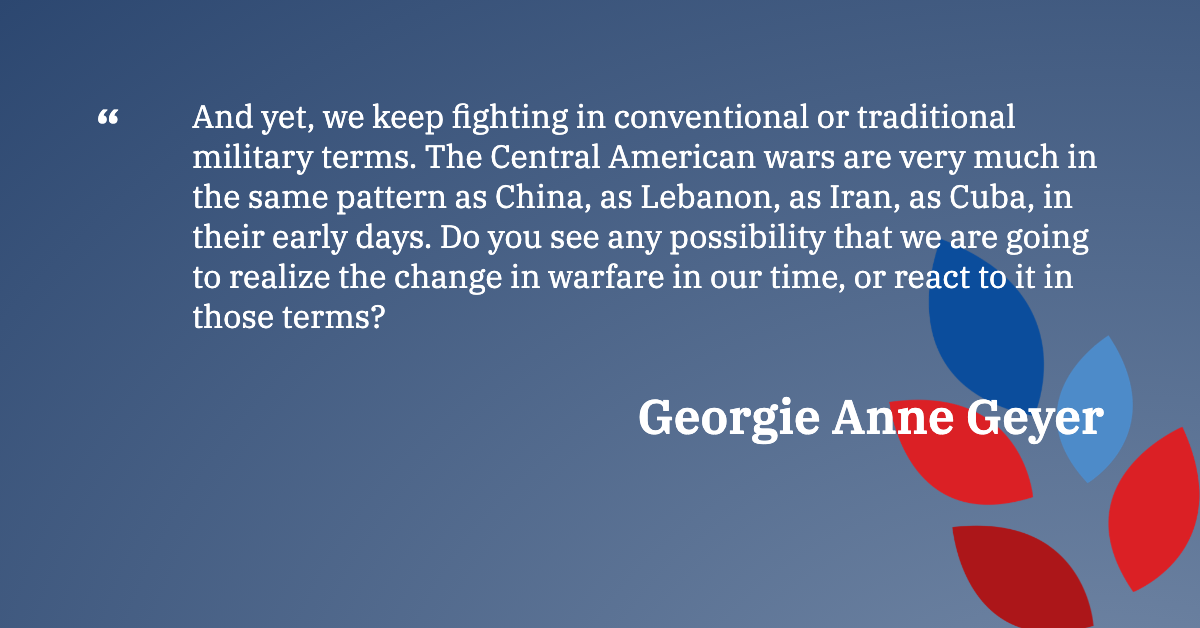 “ And yet, we keep fighting in conventional or traditional
military terms. The Central American wars are very much in
the same pattern as China, as Lebanon, as Iran, as Cuba, in
their early days. Do you see any possibility that we are going
to realize the change in warfare in our time, or react to it in
those terms?
Georgie Anne Geyer